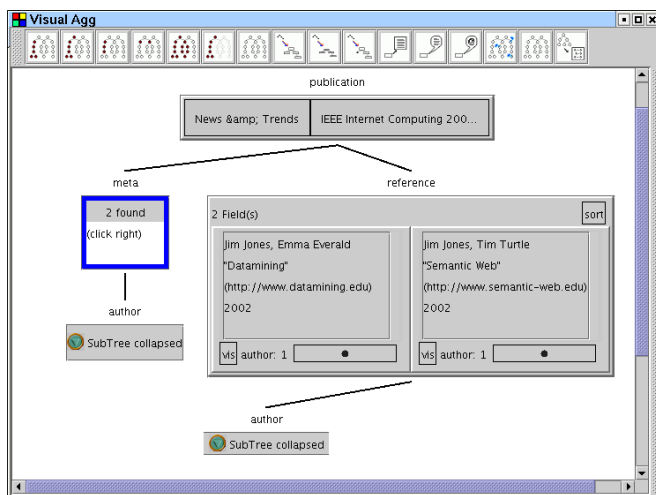 Visual Agg
publication
News &amp; Trends
IEEE Internet Computing 200...
meta
reference
2 found
(click right)
2 Field(s)
sort
Jim Jones, Emma Everald
"Datamining"
(http://www.datamining.edu)
2002
vis author: 1
Jim Jones, Tim Turtle
"Semantic Web"
(http://www.semantic-web.edu)
2002
vis author: 1
author
SubTree collapsed
author
SubTree collapsed